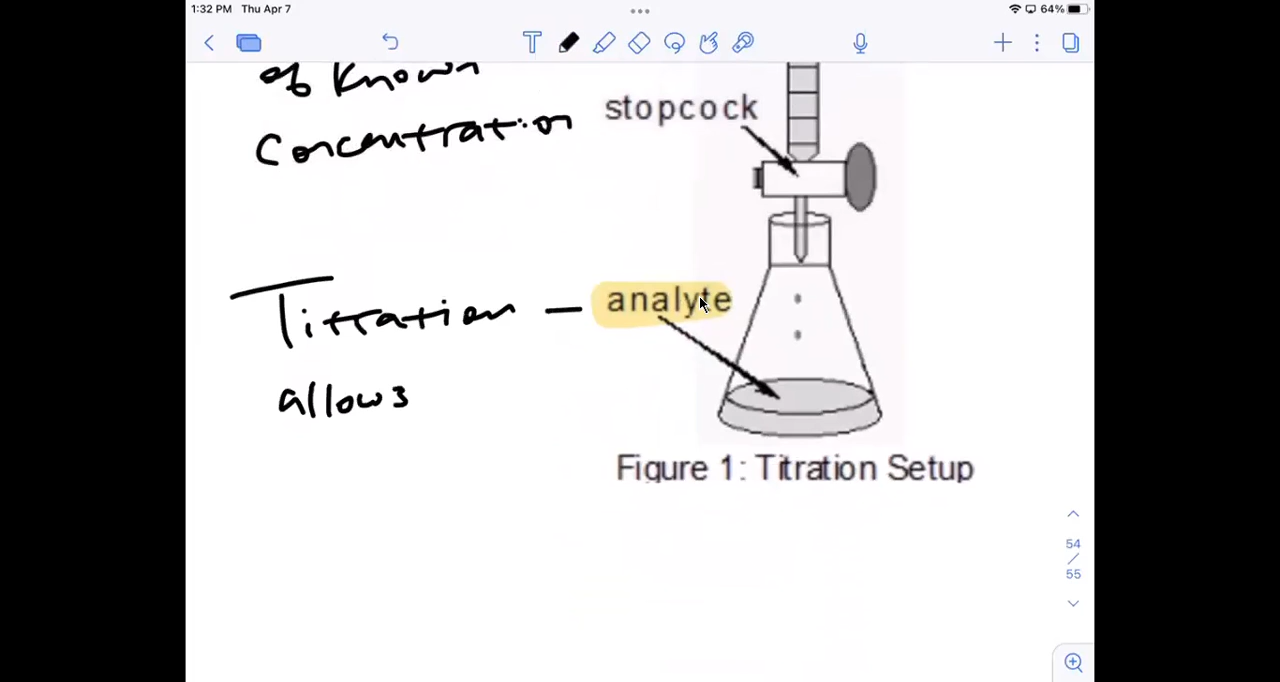 1:32 PM Thu Apr 7
64%
of Known
Concentration
stopcock
Titration — analyte
allows
Figure 1: Titration Setup
54
/
55